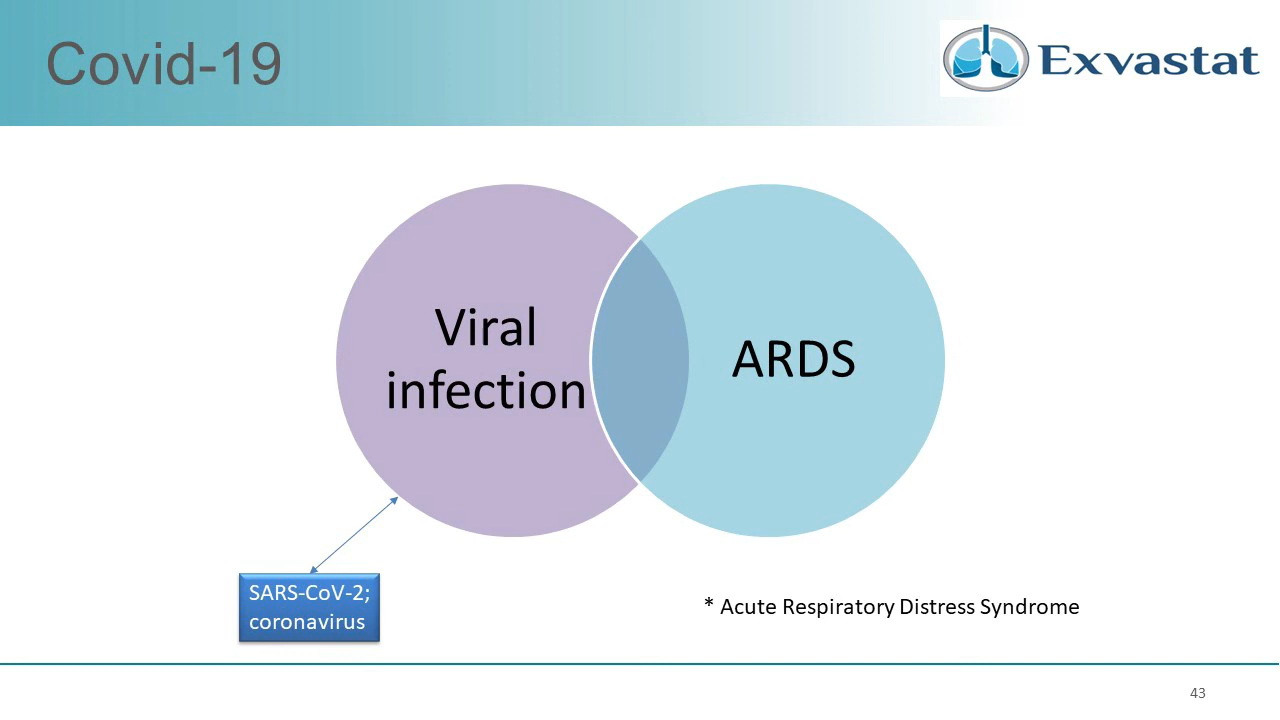 Covid-19
Exvastat
Viral
infection
ARDS
SARS-CoV-2;
coronavirus
* Acute Respiratory Distress Syndrome
43